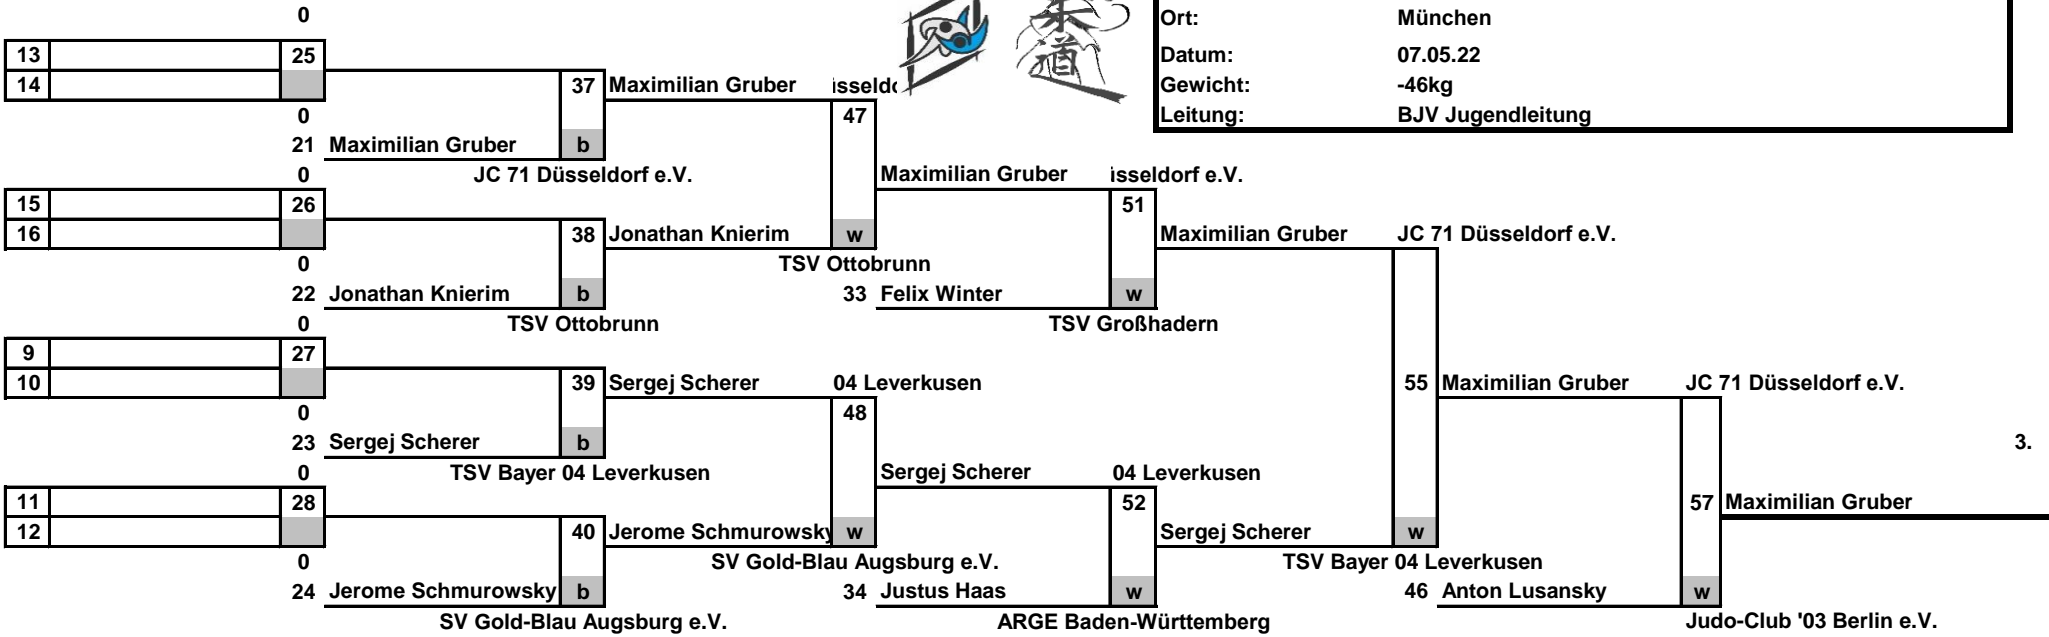 0
Ort: München
13 25
Datum: 07.05.22
14 37 Maximilian Gruber isseldo Gewicht: -46kg
0 47 Leitung: BJV Jugendleitung
21 Maximilian Gruber b
0 JC 71 Düsseldorf e.V. Maximilian Gruber isseldorf e.V.
15 26 51
16 38 Jonathan Knierim w Maximilian Gruber JC 71 Düsseldorf e.V.
0 TSV Ottobrunn
22 Jonathan Knierim b 33 Felix Winter w
0 TSV Ottobrunn TSV Großhadern
9 27
10 39 Sergej Scherer 04 Leverkusen 55 Maximilian Gruber JC 71 Düsseldorf e.V.
0 48
23 Sergej Scherer b 3.
0 TSV Bayer 04 Leverkusen Sergej Scherer 04 Leverkusen
11 28 52 57 Maximilian Gruber
12 40 Jerome Schmurowsky w Sergej Scherer w
0 SV Gold-Blau Augsburg e.V. TSV Bayer 04 Leverkusen
24 Jerome Schmurowsky b 34 Justus Haas w 46 Anton Lusansky w
SV Gold-Blau Augsburg e.V. ARGE Baden-Württemberg Judo-Club '03 Berlin e.V.